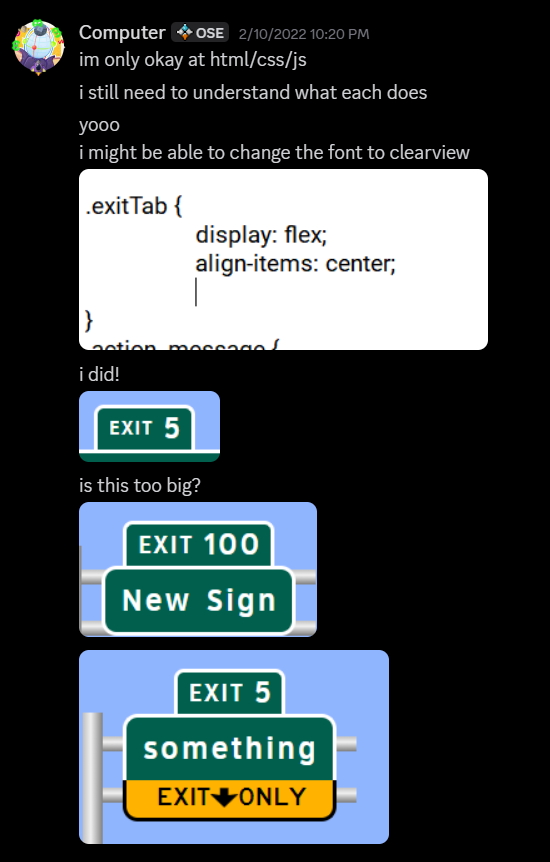 Computer OSE 2/10/2022 10:20 PM
im only okay at html/css/js
i still need to understand what each does
yooo
i might be able to change the font to clearview
.exitTab {
display: flex;
align-items: center;
}
.action_message {
i did!
EXIT 5
is this too big?
EXIT 100
New Sign
EXIT 5
something
EXIT ONLY